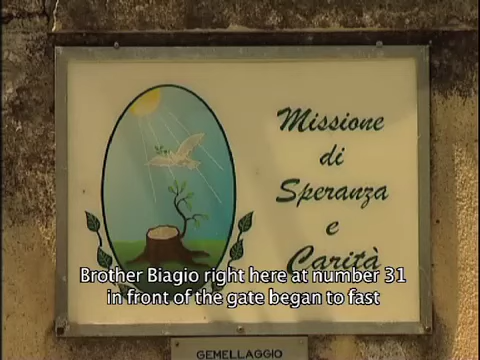 Missione
di
Speranza
e
Carità
Brother Biagio right here at number 31
in front of the gate began to fast
GEMELLAGGIO